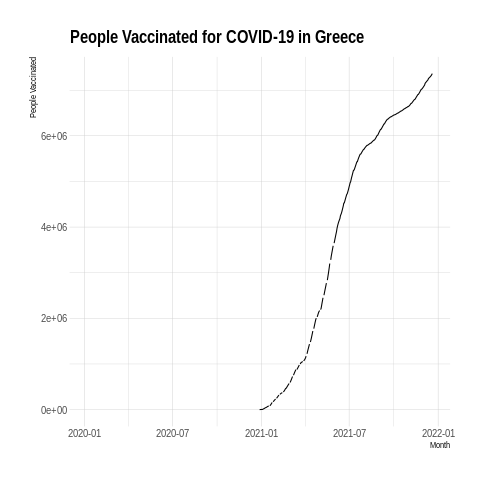 People Vaccinated for COVID-19 in Greece
People Vaccinated
6e+06
4e+06
2e+06
0e+00
2020-01 2020-07 2021-01 2021-07 2022-01
Month